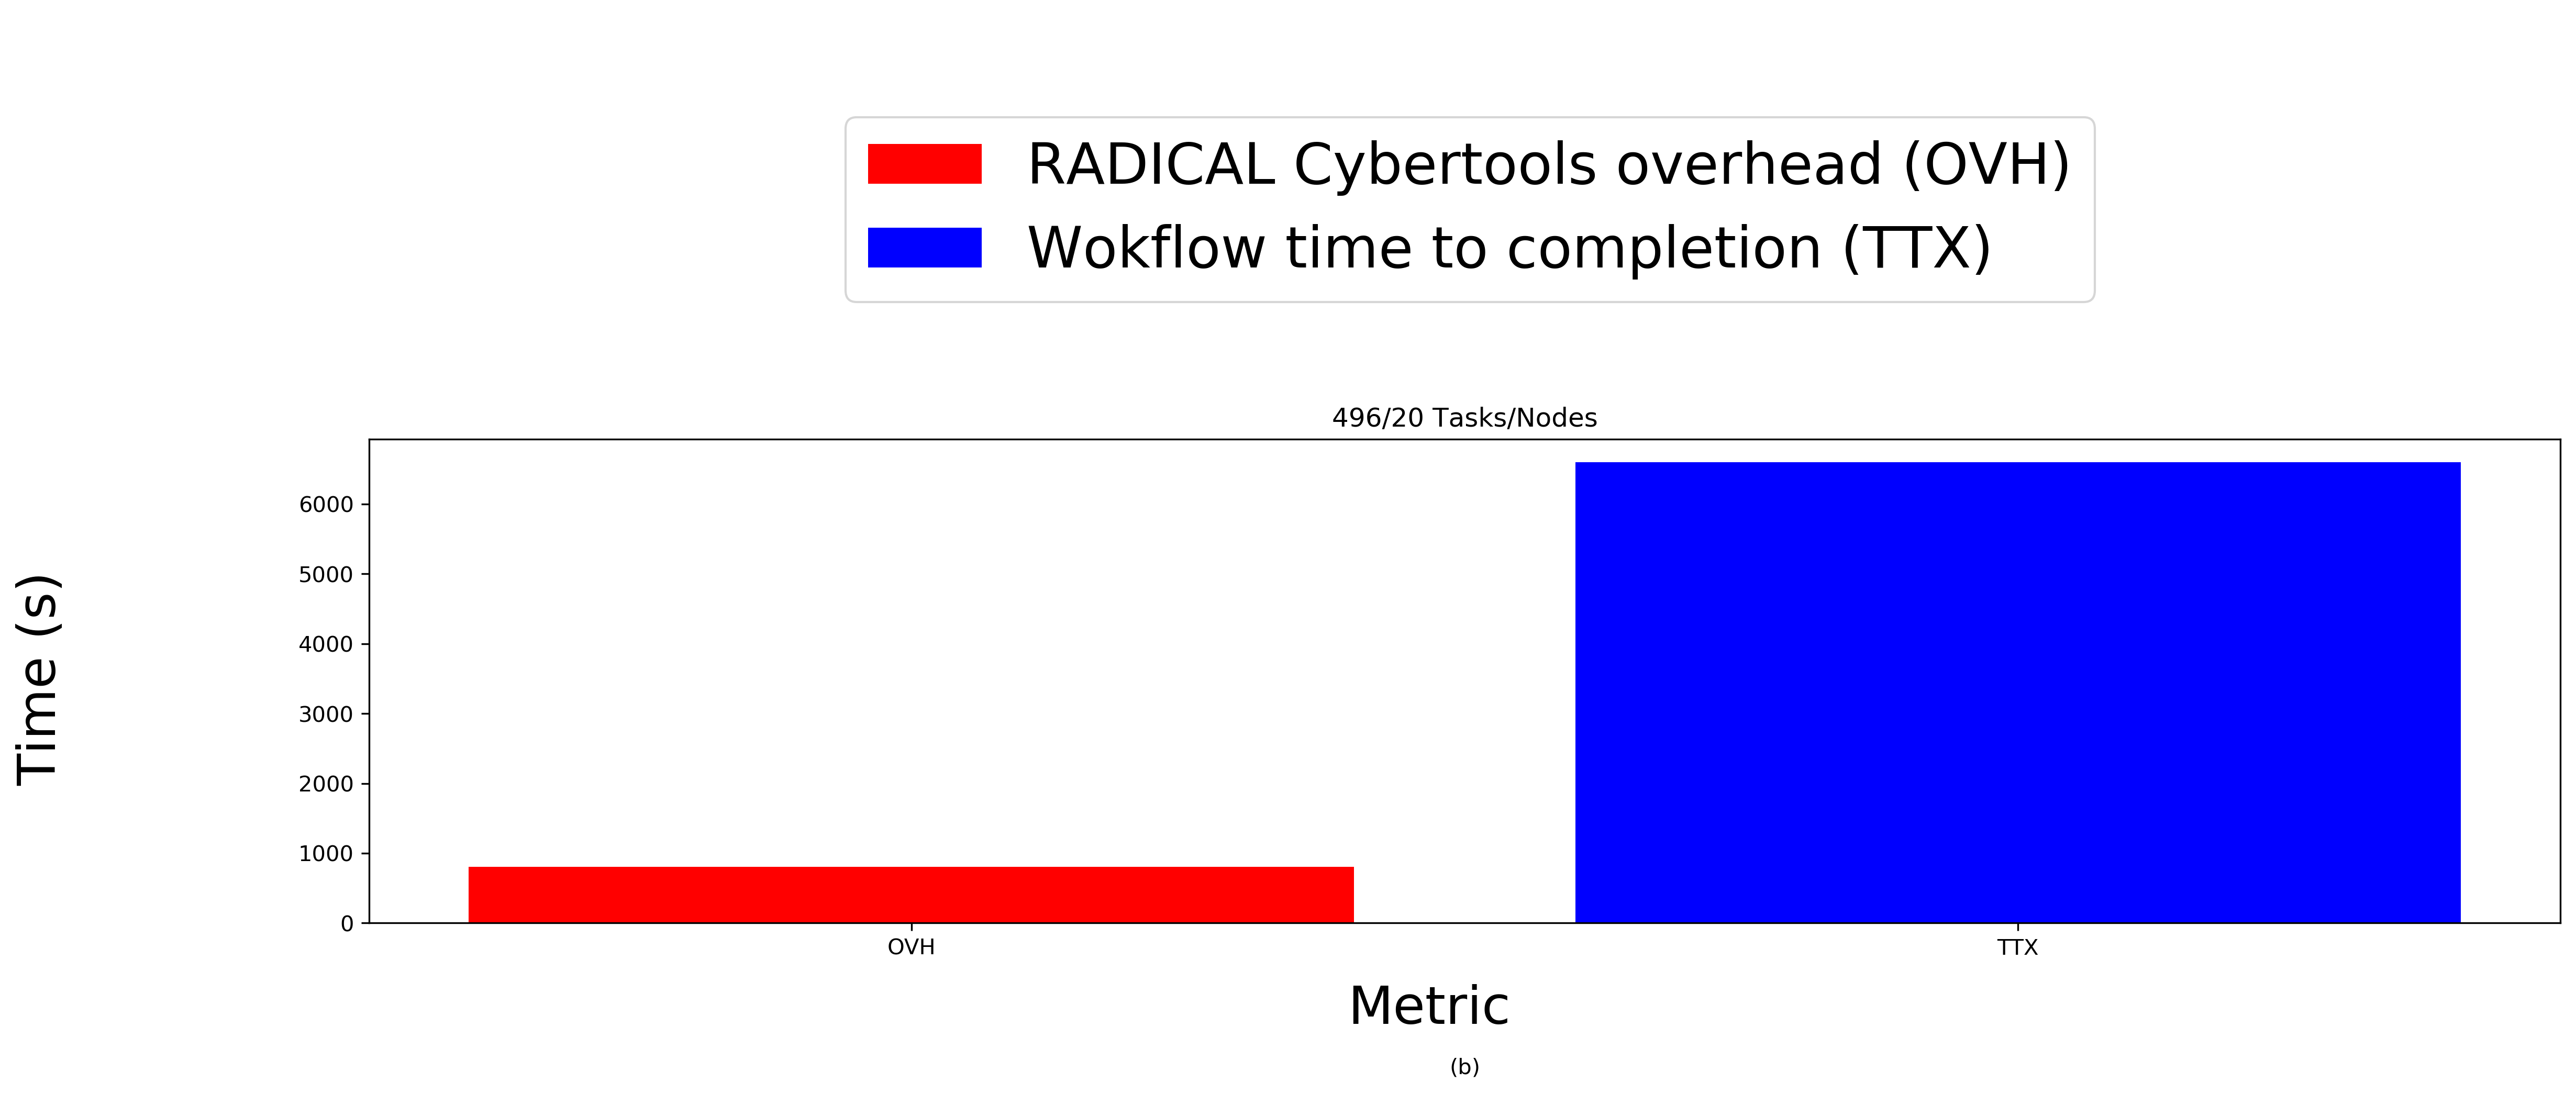 RADICAL Cybertools overhead (OVH)
Wokflow time to completion (TTX)
496/20 Tasks/Nodes
Time (s)
6000
5000
4000
3000
2000
1000
0
OVH
TTX
Metric
(b)